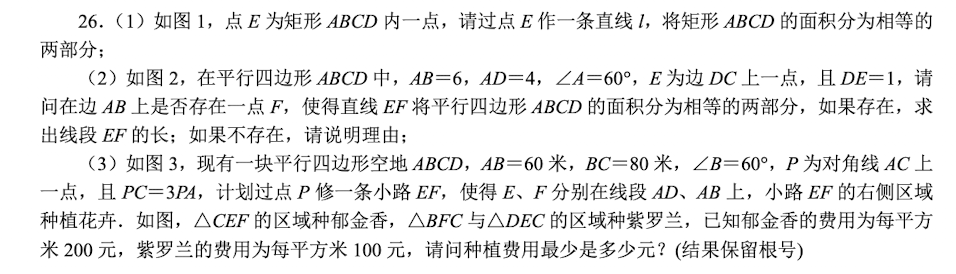 26.（1）如图 1，点 E 为矩形 ABCD 内一点，请过点 E 作一条直线 l，将矩形 ABCD 的面积分为相等的
两部分；
（2）如图 2，在平行四边形 ABCD 中，AB＝6，AD＝4，∠A＝60°，E 为边 DC 上一点，且 DE＝1，请
问在边 AB 上是否存在一点 F，使得直线 EF 将平行四边形 ABCD 的面积分为相等的两部分，如果存在，求
出线段 EF 的长；如果不存在，请说明理由；
（3）如图 3，现有一块平行四边形空地 ABCD，AB＝60 米，BC＝80 米，∠B＝60°，P 为对角线 AC 上
一点，且 PC＝3PA，计划过点 P 修一条小路 EF，使得 E、F 分别在线段 AD、AB 上，小路 EF 的右侧区域
种植花卉．如图，△CEF 的区域种郁金香，△BFC 与△DEC 的区域种紫罗兰，已知郁金香的费用为每平方
米 200 元，紫罗兰的费用为每平方米 100 元，请问种植费用最少是多少元？(结果保留根号)